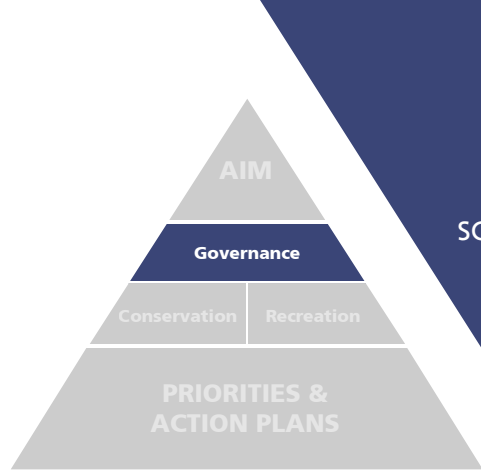 AIM
Governance
Conservation
Recreation
PRIORITIES &
ACTION PLANS